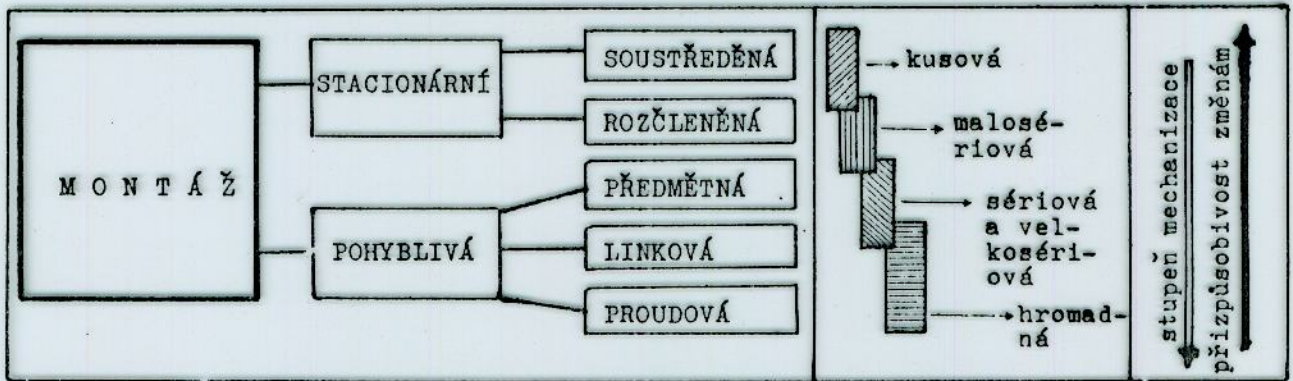 MONTÁŽ
STACIONÁRNÍ
POHYBLIVÁ
SOUSTŘEDĚNÁ
ROZČLENĚNÁ
PŘEDMĚTNÁ
LINKOVÁ
PROUDOVÁ
kusová
malosé-
riová
sériová
a vel-
koséri-
ová
hromad-
ná
stupeň mechanizace
přizpůsobivost změnám